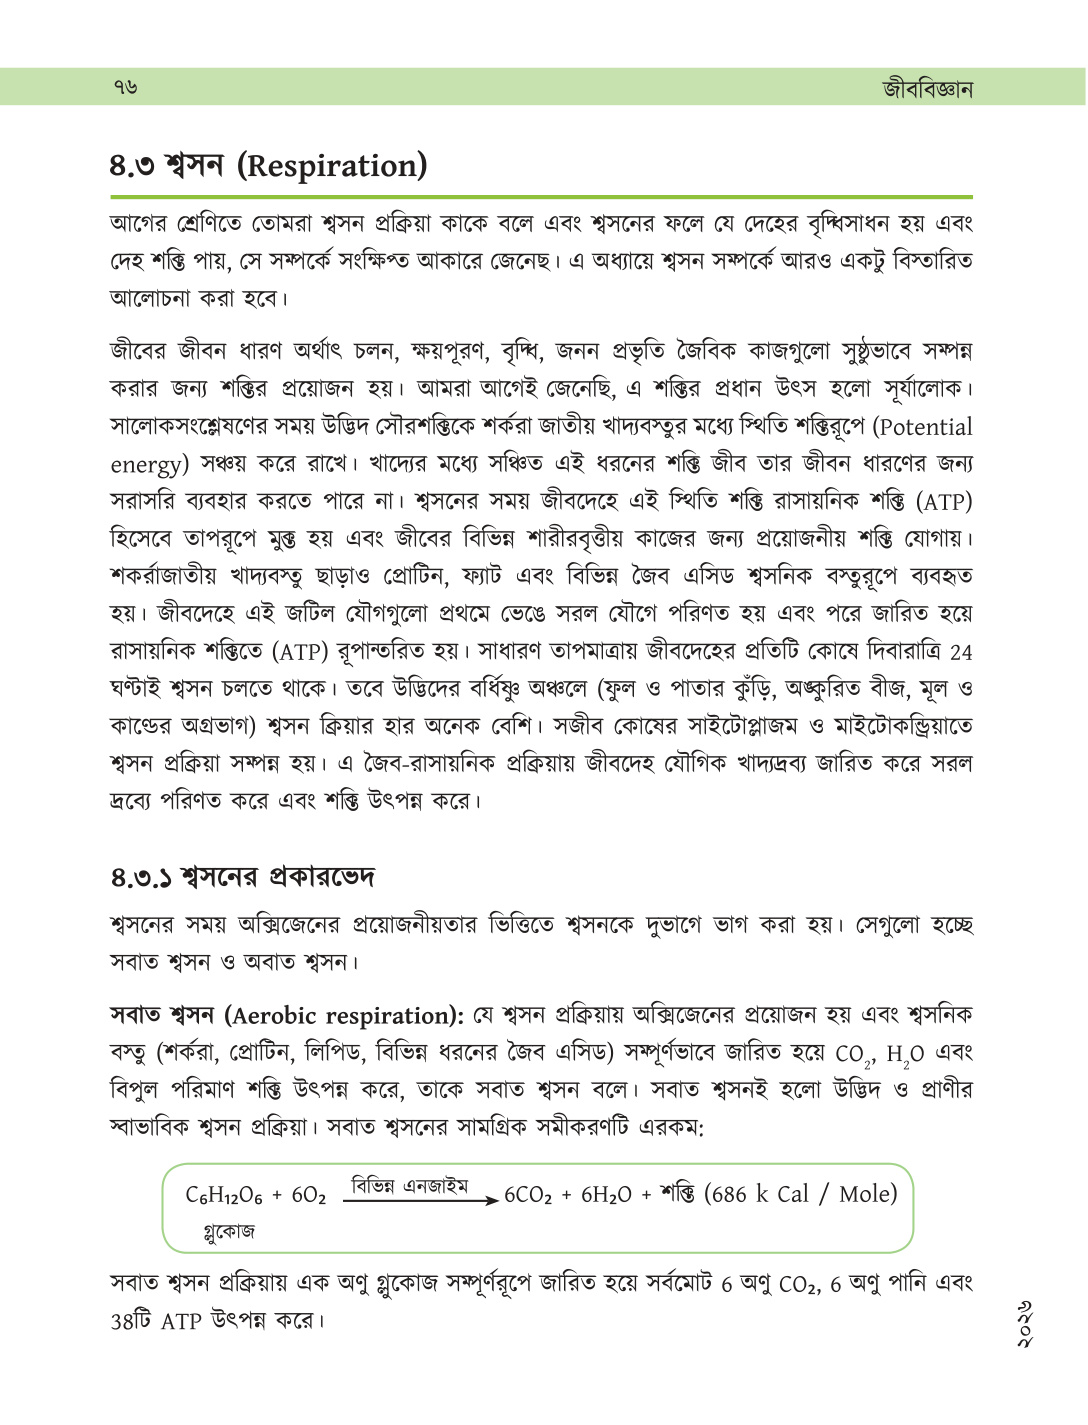 ৭৬
জীববিজ্ঞান
৪.৩ শ্বসন (Respiration)
আগের শ্রেণিতে তোমরা শ্বসন প্রক্রিয়া কাকে বলে এবং শ্বসনের ফলে যে দেহের বৃদ্ধিসাধন হয় এবং
দেহ শক্তি পায়, সে সম্পর্কে সংক্ষিপ্ত আকারে জেনেছ। এ অধ্যায়ে শ্বসন সম্পর্কে আরও একটু বিস্তারিত
আলোচনা করা হবে।
জীবের জীবন ধারণ অর্থাৎ চলন, ক্ষয়পূরণ, বৃদ্ধি, জনন প্রভৃতি জৈবিক কাজগুলো সুষ্ঠুভাবে সম্পন্ন
করার জন্য শক্তির প্রয়োজন হয়। আমরা আগেই জেনেছি, এ শক্তির প্রধান উৎস হলো সূর্যালোক।
সালোকসংশ্লেষণের সময় উদ্ভিদ সৌরশক্তিকে শর্করা জাতীয় খাদ্যবস্তুর মধ্যে স্থিতি শক্তিরূপে (Potential
energy) সঞ্চয় করে রাখে। খাদ্যের মধ্যে সঞ্চিত এই ধরনের শক্তি জীব তার জীবন ধারণের জন্য
সরাসরি ব্যবহার করতে পারে না। শ্বসনের সময় জীবদেহে এই স্থিতি শক্তি রাসায়নিক শক্তি (ATP)
হিসেবে তাপরূপে মুক্ত হয় এবং জীবের বিভিন্ন শারীরবৃত্তীয় কাজের জন্য প্রয়োজনীয় শক্তি যোগায়।
শকর্রাজাতীয় খাদ্যবস্তু ছাড়াও প্রোটিন, ফ্যাট এবং বিভিন্ন জৈব এসিড শ্বসনিক বস্তুরূপে ব্যবহৃত
হয়। জীবদেহে এই জটিল যৌগগুলো প্রথমে ভেঙে সরল যৌগে পরিণত হয় এবং পরে জারিত হয়ে
রাসায়নিক শক্তিতে (ATP) রূপান্তরিত হয়। সাধারণ তাপমাত্রায় জীবদেহের প্রতিটি কোষে দিবারাত্রি 24
ঘণ্টাই শ্বসন চলতে থাকে। তবে উদ্ভিদের বর্ধিষ্ণু অঞ্চলে (ফুল ও পাতার কুঁড়ি, অঙ্কুরিত বীজ, মূল ও
কাণ্ডের অগ্রভাগ) শ্বসন ক্রিয়ার হার অনেক বেশি। সজীব কোষের সাইটোপ্লাজম ও মাইটোকন্ড্রিয়াতে
শ্বসন প্রক্রিয়া সম্পন্ন হয়। এ জৈব-রাসায়নিক প্রক্রিয়ায় জীবদেহ যৌগিক খাদ্যদ্রব্য জারিত করে সরল
দ্রব্যে পরিণত করে এবং শক্তি উৎপন্ন করে।
৪.৩.১ শ্বসনের প্রকারভেদ
শ্বসনের সময় অক্সিজেনের প্রয়োজনীয়তার ভিত্তিতে শ্বসনকে দুভাগে ভাগ করা হয়। সেগুলো হচ্ছে
সবাত শ্বসন ও অবাত শ্বসন।
সবাত শ্বসন (Aerobic respiration): যে শ্বসন প্রক্রিয়ায় অক্সিজেনের প্রয়োজন হয় এবং শ্বসনিক
বস্তু (শর্করা, প্রোটিন, লিপিড, বিভিন্ন ধরনের জৈব এসিড) সম্পূর্ণভাবে জারিত হয়ে CO₂, H₂O এবং
বিপুল পরিমাণ শক্তি উৎপন্ন করে, তাকে সবাত শ্বসন বলে। সবাত শ্বসনই হলো উদ্ভিদ ও প্রাণীর
স্বাভাবিক শ্বসন প্রক্রিয়া। সবাত শ্বসনের সামগ্রিক সমীকরণটি এরকম:
C₆H₁₂O₆ + 6O₂ বিভিন্ন এনজাইম → 6CO₂ + 6H₂O + শক্তি (686 k Cal / Mole)
গ্লুকোজ
সবাত শ্বসন প্রক্রিয়ায় এক অণু গ্লুকোজ সম্পূর্ণরূপে জারিত হয়ে সর্বমোট 6 অণু CO₂, 6 অণু পানি এবং
38টি ATP উৎপন্ন করে।
২০২৬